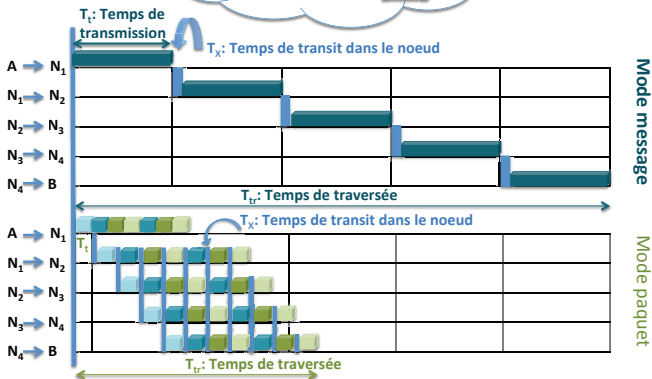 Tt: Temps de
transmission
TX: Temps de transit dans le noeud
A N1
N1 N2
N2 N3
N3 N4
N4 B
Mode message
Ttr: Temps de traversée
TX: Temps de transit dans le noeud
A N1
Tt
N1 N2
N2 N3
N3 N4
N4 B
Mode paquet
Ttr: Temps de traversée